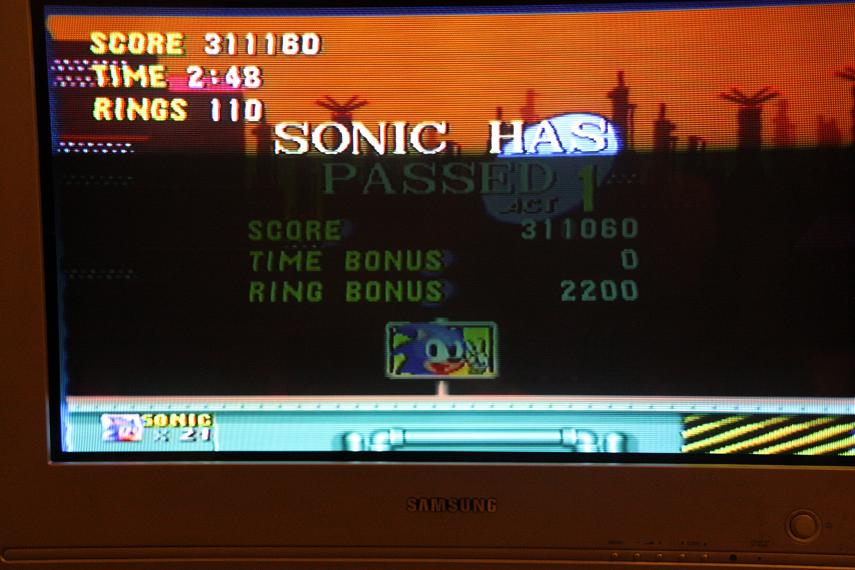 SCORE 311160
TIME 2:48
RINGS 110
SONIC HAS
PASSED
ACT 1
SCORE 311060
TIME BONUS 0
RING BONUS 2200
SONIC
× 21
SAMSUNG